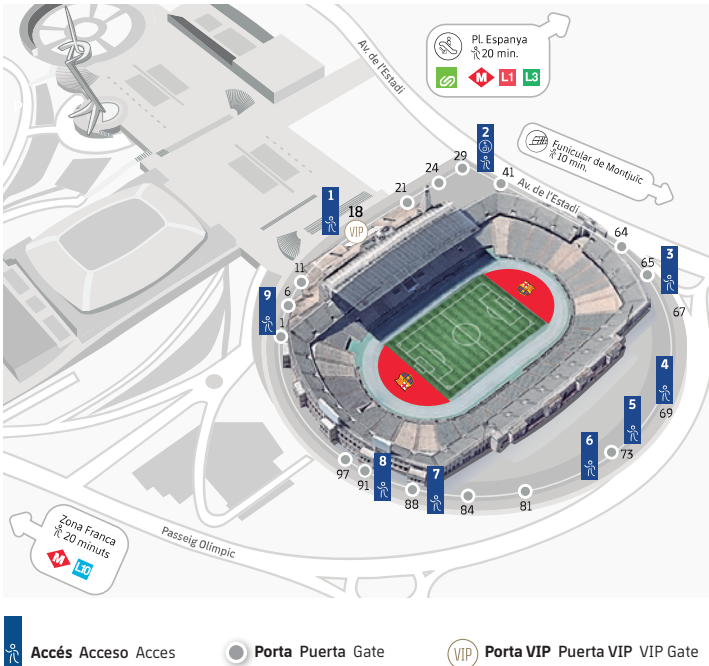 Av. de l'Estadi
Pl. Espanya
20 min.
M L1 L3
Funicular de Montjuïc
10 min.
Av. de l'Estadi
2
29
24
41
21
1
18
VIP
64
65
3
11
9
6
1
67
4
69
5
6
73
97
91
8
7
88
84
81
Zona Franca
20 minuts
M L10
Passeig Olímpic
Accés Acceso Acces
Porta Puerta Gate
VIP Porta VIP Puerta VIP VIP Gate